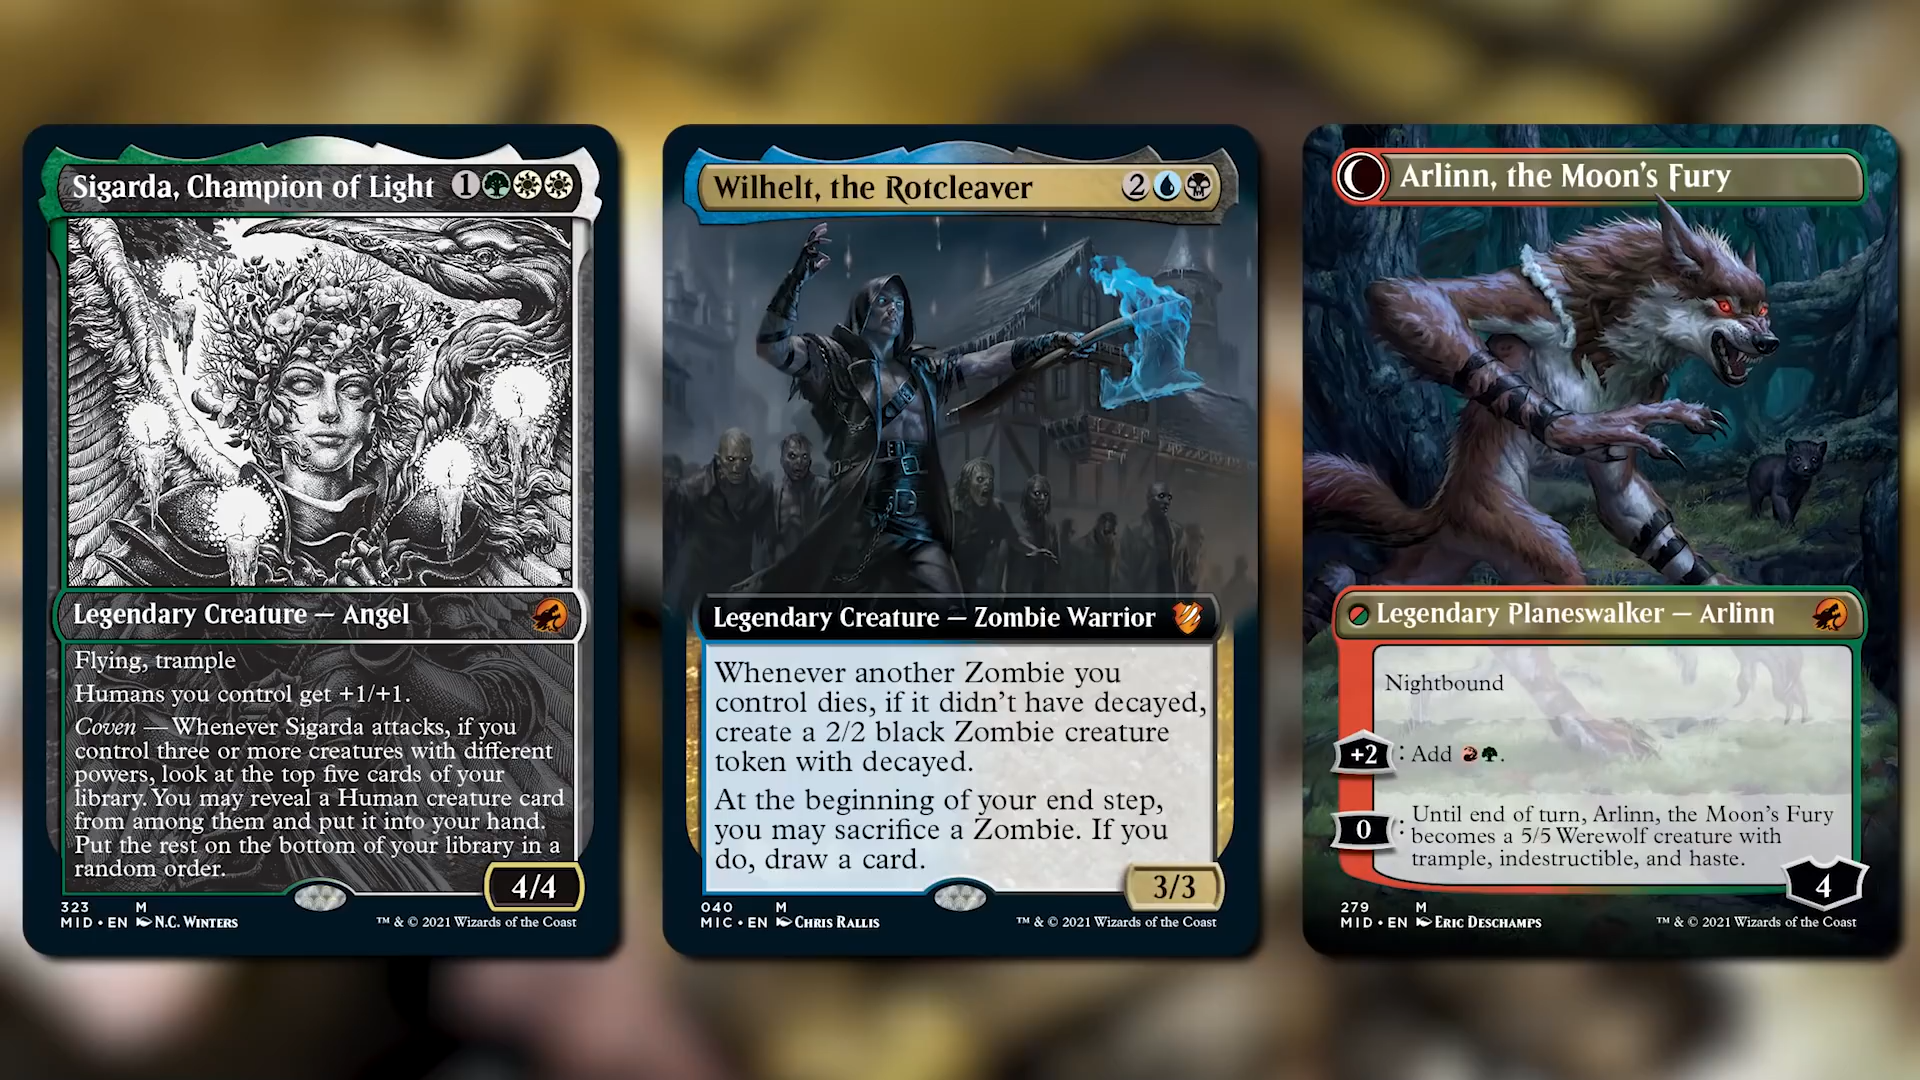 Sigarda, Champion of Light 1
Legendary Creature — Angel
Flying, trample
Humans you control get +1/+1.
Coven — Whenever Sigarda attacks, if you
control three or more creatures with different
powers, look at the top five cards of your
library. You may reveal a Human creature card
from among them and put it into your hand.
Put the rest on the bottom of your library in a
random order.
4/4
323 M
MID • EN N.C. Winters ™ & © 2021 Wizards of the Coast
Wilhelt, the Rotcleaver 2
Legendary Creature — Zombie Warrior
Whenever another Zombie you
control dies, if it didn't have decayed,
create a 2/2 black Zombie creature
token with decayed.
At the beginning of your end step,
you may sacrifice a Zombie. If you
do, draw a card.
3/3
040 M
MIC • EN Chris Rallis ™ & © 2021 Wizards of the Coast
Arlinn, the Moon's Fury
Legendary Planeswalker — Arlinn
Nightbound
+2 : Add .
0 : Until end of turn, Arlinn, the Moon's Fury
becomes a 5/5 Werewolf creature with
trample, indestructible, and haste.
4
279 M
MID • EN Eric Deschamps ™ & © 2021 Wizards of the Coast